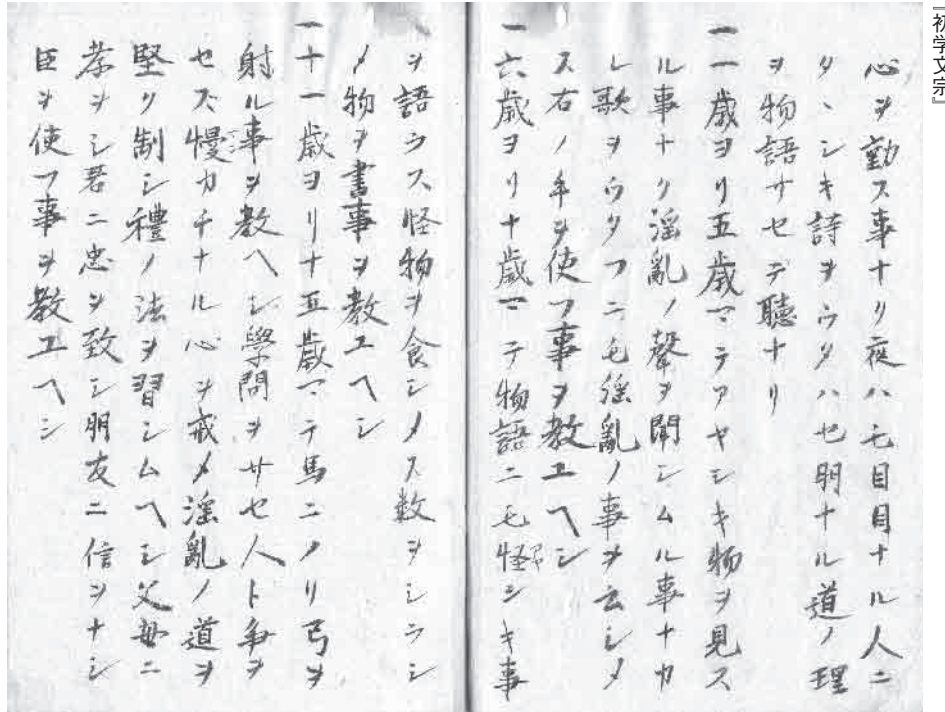 『初学文宗』
心ヲ勤ス事ナリ夜ハモ目目ナル人ニ
タヽシキ詩ヲウタハセ明ナル道ノ理
ヲ物語サセテ聴ナリ
一一歳ヨリ五歳マテアヤシキ物ヲ見ス
ル事ナク淫亂ノ聲ヲ聞シムル事ナカ
レ歌ヲウタフニモ淫亂ノ事ヲ云シメ
ス右ノ手ヲ使フ事ヲ教エヘシ
一六歳ヨリ十歳マテ物語ニモ怪シキ事
ヲ語ラス怪物ヲ食シメス数ヲシラシ
メ物ヲ書事ヲ教エヘシ
一十一歳ヨリ十五歳マテ馬ニノリ弓ヲ
射ル事ヲ教ヘシ學問ヲサセ人ト争ヲ
セス慢カチナル心ヲ戒メ淫亂ノ道ヲ
堅ク制シ禮ノ法ヲ習シムヘシ父母ニ
孝ヲシ君ニ忠ヲ致シ朋友ニ信ヲナシ
臣ヲ使フ事ヲ教エヘシ